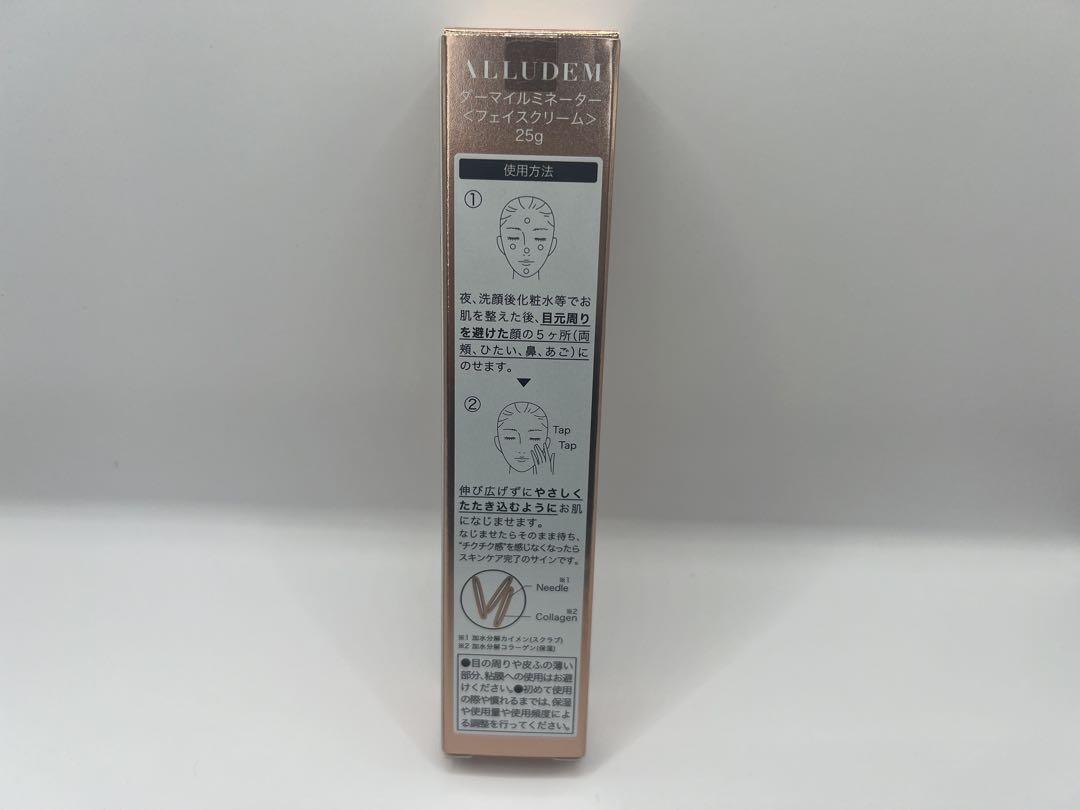 ALLUDEM
ダーマイルミネーター
＜フェイスクリーム＞
25g
使用方法
①
夜、洗顔後化粧水等でお
肌を整えた後、目元周り
を避けた顔の5ヶ所(両
頬、ひたい、鼻、あご)に
のせます。
②
Tap
Tap
伸び広げずにやさしく
たたき込むようにお肌
になじませます。
なじませたらそのまま待ち、
“チクチク感”を感じなくなったら
スキンケア完了のサインです。
※1
Needle
※2
Collagen
※1 加水分解カイメン(スクラブ)
※2 加水分解コラーゲン(保湿)
●目の周りや皮ふの薄い
部分、粘膜への使用はお避
けください。●初めて使用
の際や慣れるまでは、保湿
や使用量や使用頻度によ
る調整を行ってください。